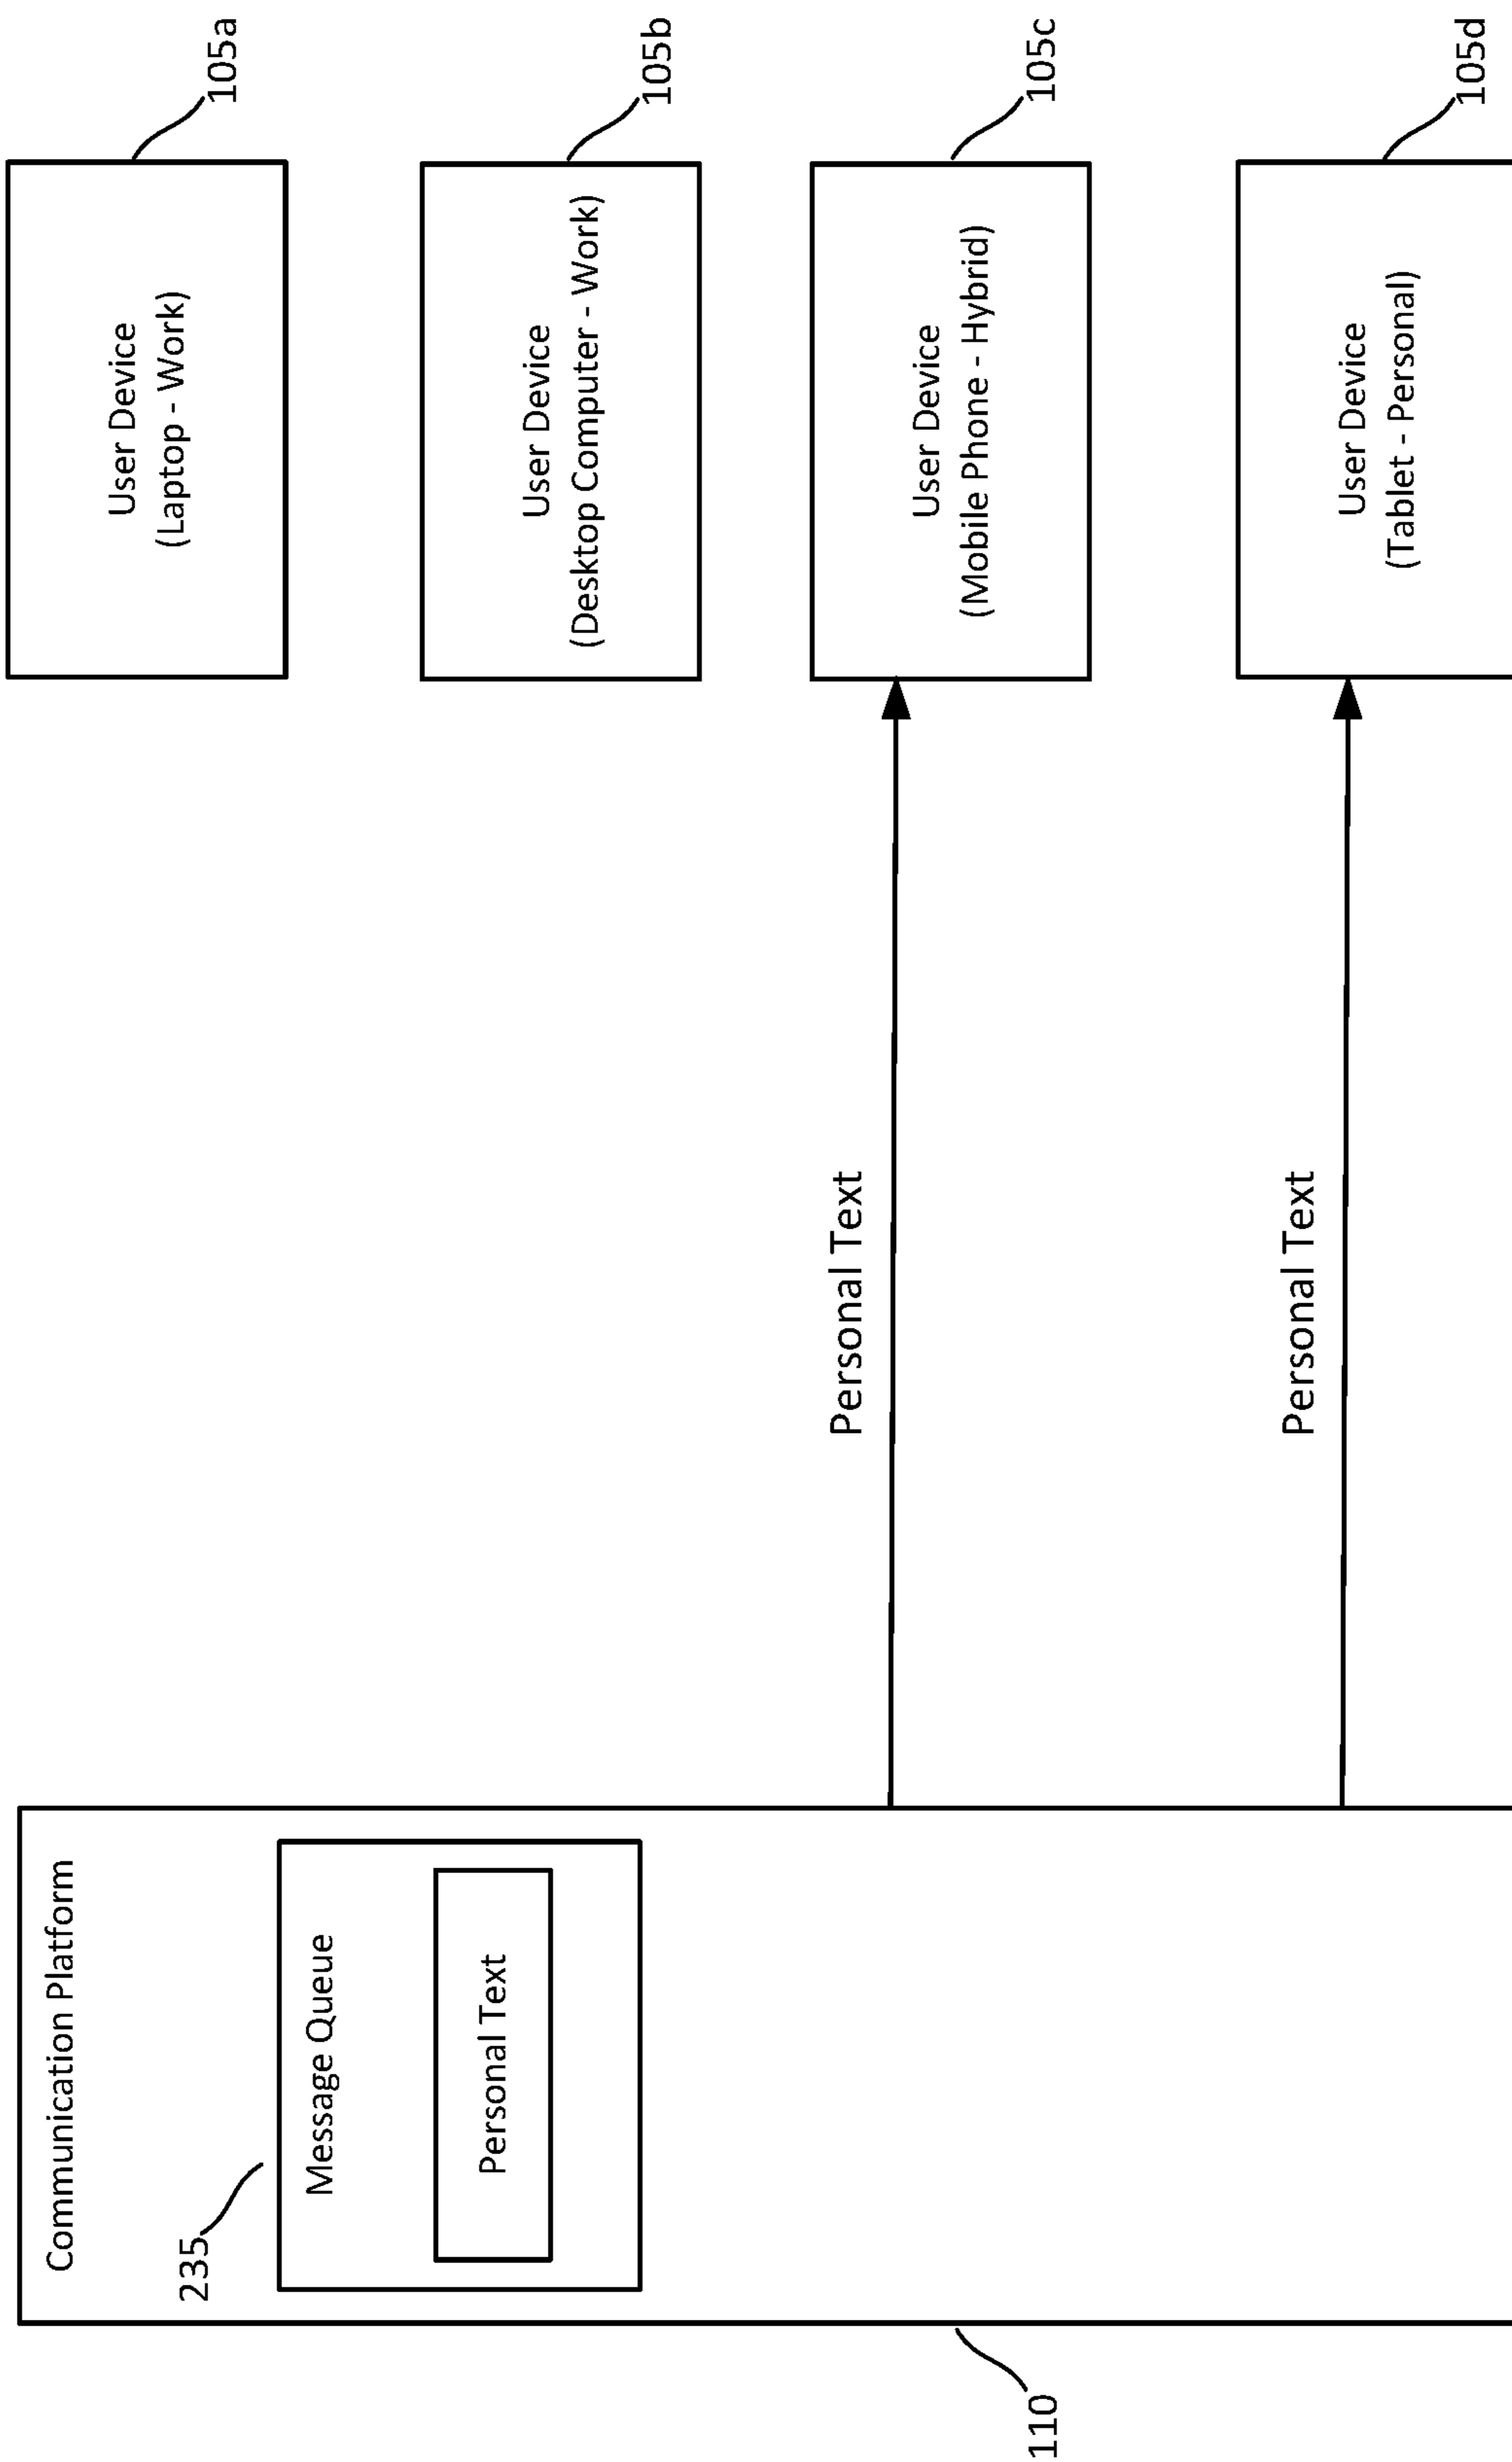 Communication Platform
235
Message Queue
Personal Text
110
Personal Text
Personal Text
User Device
(Laptop - Work)
105a
User Device
(Desktop Computer - Work)
105b
User Device
(Mobile Phone - Hybrid)
105c
User Device
(Tablet - Personal)
105d